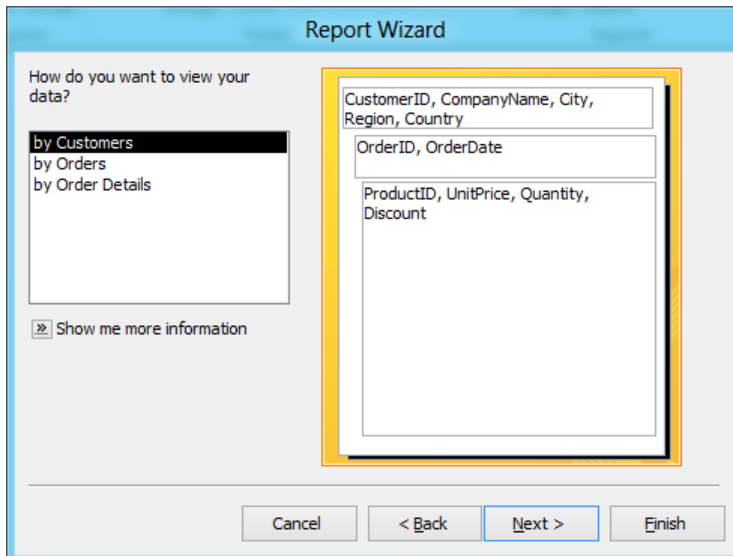 Report Wizard
How do you want to view your
data?
by Customers
by Orders
by Order Details
Show me more information
CustomerID, CompanyName, City,
Region, Country
OrderID, OrderDate
ProductID, UnitPrice, Quantity,
Discount
Cancel
< Back
Next >
Finish